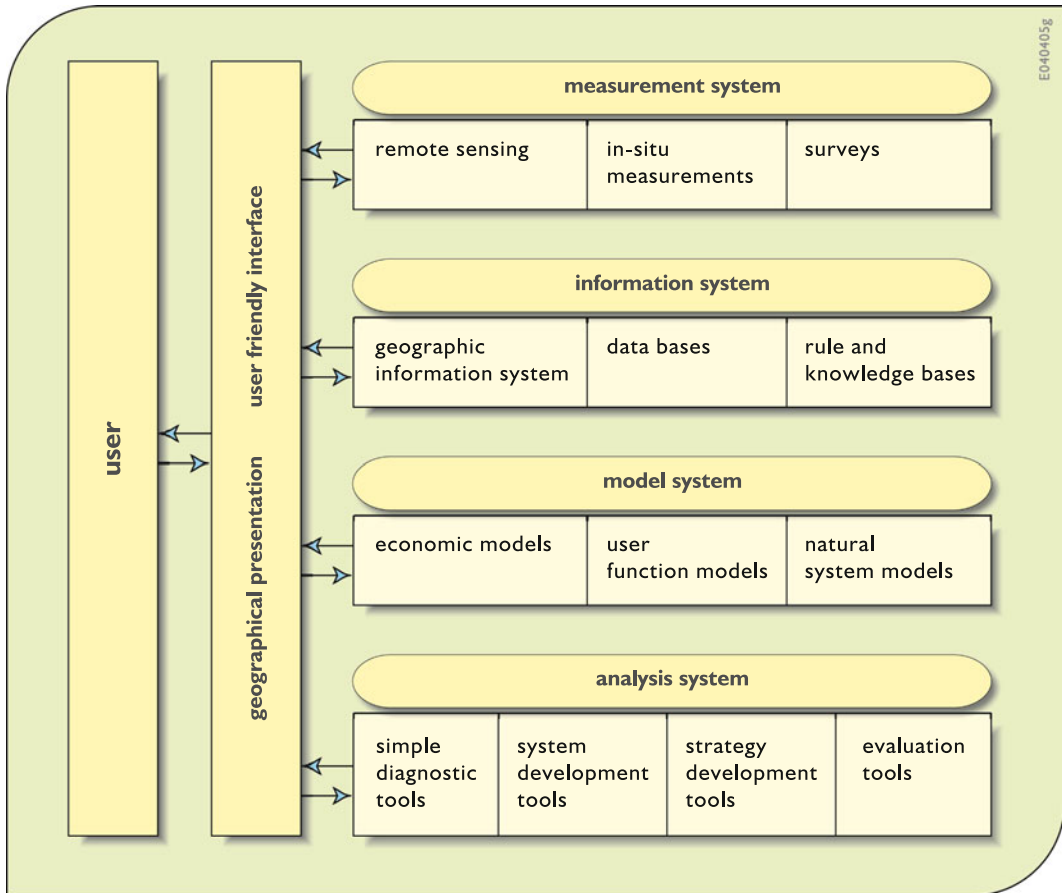 E040405g
user
geographical presentation user friendly interface
measurement system
remote sensing
in-situ
measurements
surveys
information system
geographic
information system
data bases
rule and
knowledge bases
model system
economic models
user
function models
natural
system models
analysis system
simple
diagnostic
tools
system
development
tools
strategy
development
tools
evaluation
tools